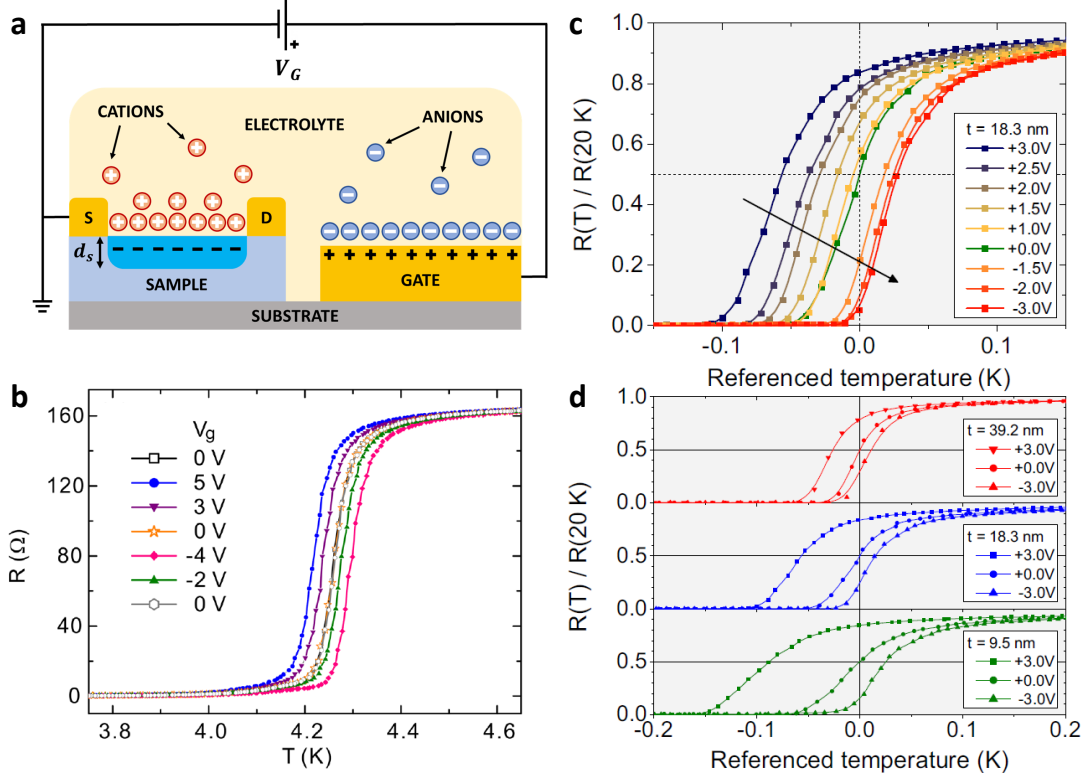 a
+
V_G
CATIONS
ELECTROLYTE
ANIONS
S
D
d_s
SAMPLE
GATE
SUBSTRATE
b
R (Ω)
160
120
80
40
0
V_g
0 V
5 V
3 V
0 V
-4 V
-2 V
0 V
3.8
4.0
4.2
4.4
4.6
T (K)
c
R(T) / R(20 K)
1.0
0.8
0.6
0.4
0.2
0.0
t = 18.3 nm
+3.0V
+2.5V
+2.0V
+1.5V
+1.0V
+0.0V
-1.5V
-2.0V
-3.0V
-0.1
0.0
0.1
Referenced temperature (K)
d
R(T) / R(20 K)
1.0
0.5
0.0
t = 39.2 nm
+3.0V
+0.0V
-3.0V
1.0
0.5
0.0
t = 18.3 nm
+3.0V
+0.0V
-3.0V
0.5
0.0
t = 9.5 nm
+3.0V
+0.0V
-3.0V
-0.2
-0.1
0.0
0.1
0.2
Referenced temperature (K)